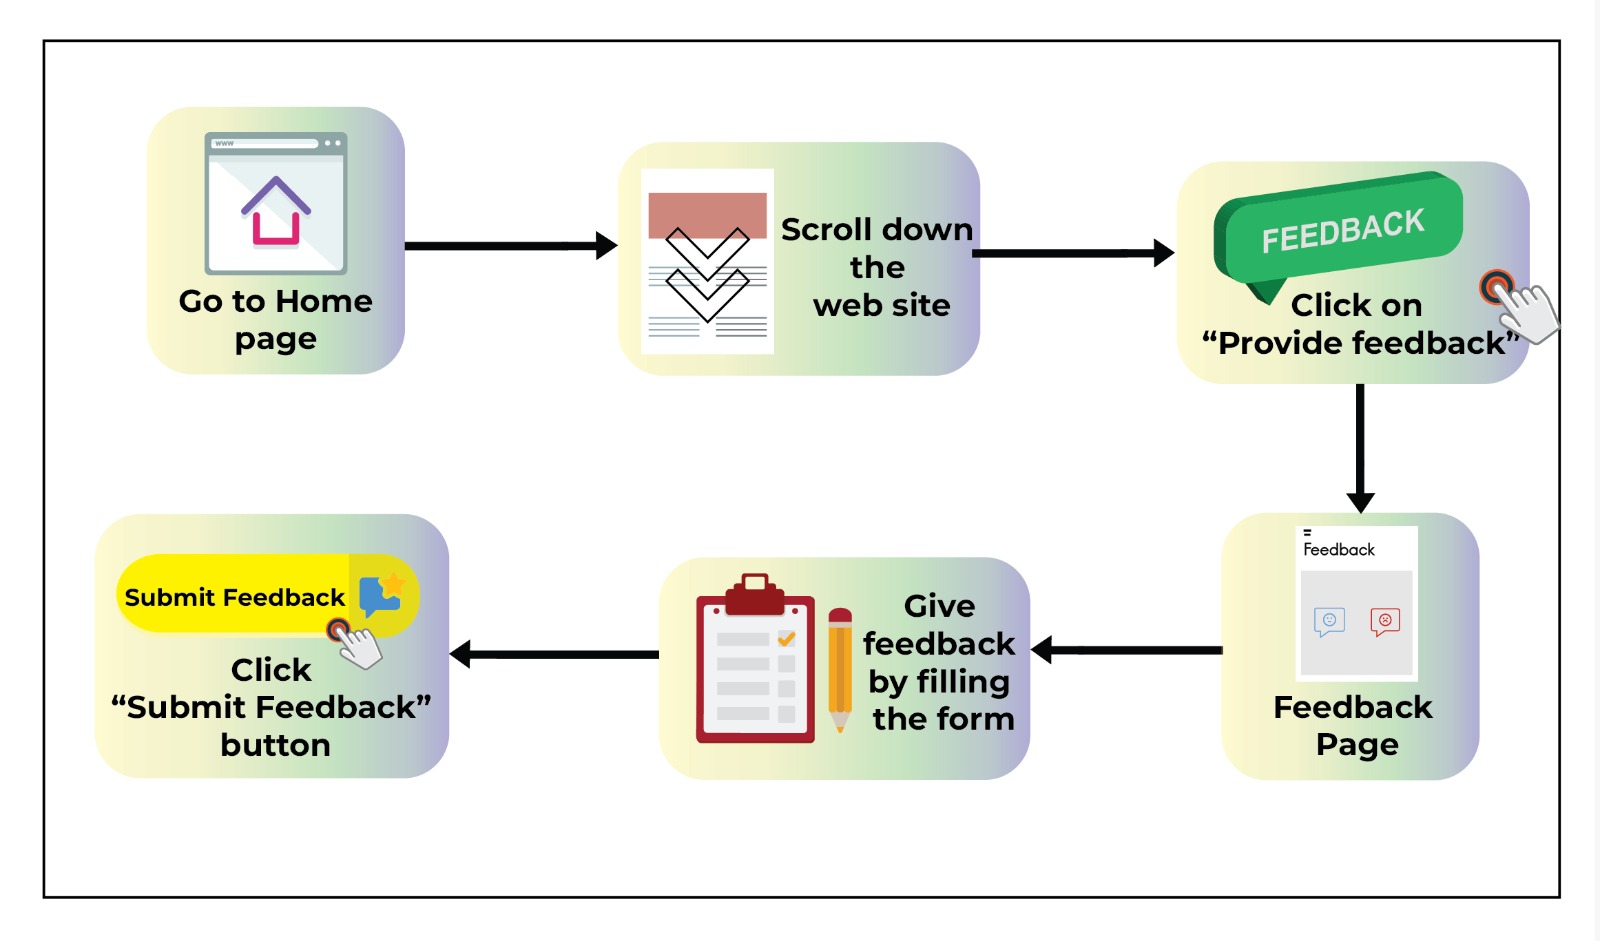 www
Go to Home
page
Scroll down
the
web site
FEEDBACK
Click on
“Provide feedback”
Feedback
Feedback
Page
Give
feedback
by filling
the form
Submit Feedback
Click
“Submit Feedback”
button